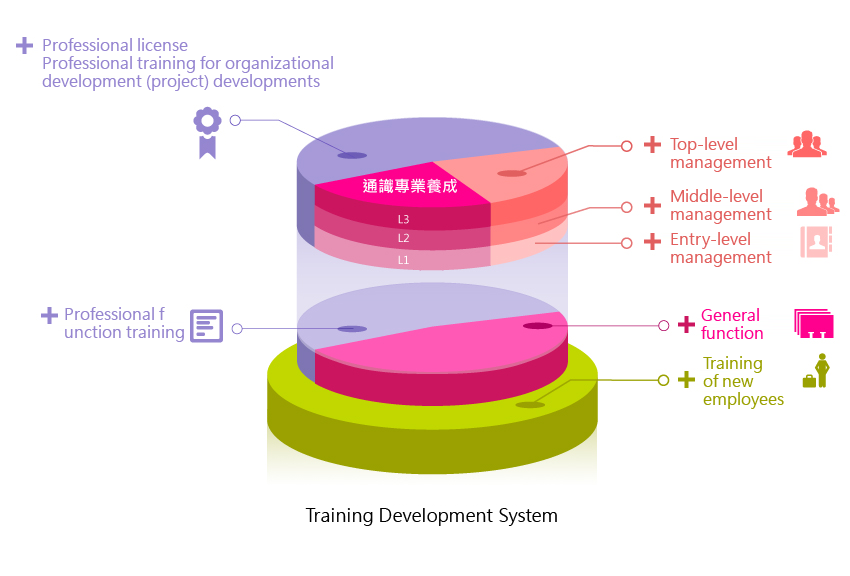 Professional license
Professional training for organizational
development (project) developments
Top-level
management
通識專業養成
Middle-level
management
L3
L2
Entry-level
management
L1
Professional f
unction training
General
function
Training
of new
employees
Training Development System